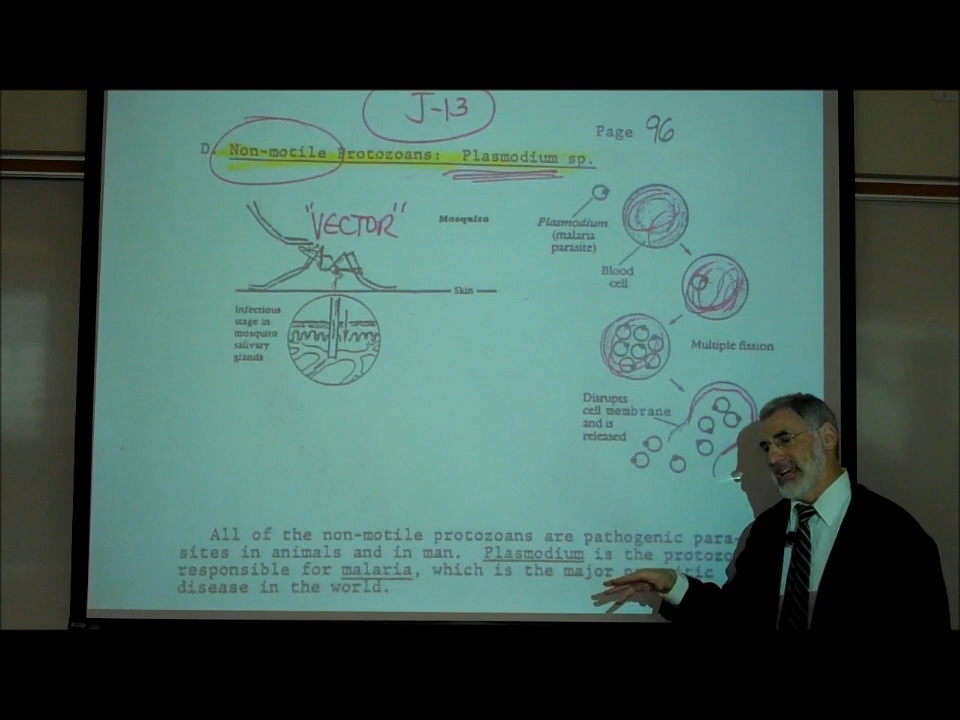 J-13
Page 96
D. Non-motile Protozoans: Plasmodium sp.
"VECTOR"
Mosquito
Plasmodium
(malaria
parasite)
Blood
cell
Skin
Infectious
stage in
mosquito
salivary
glands
Multiple fission
Disrupts
cell membrane
and is
released
All of the non-motile protozoans are pathogenic para-
sites in animals and in man. Plasmodium is the protozo
responsible for malaria, which is the major
disease in the world.